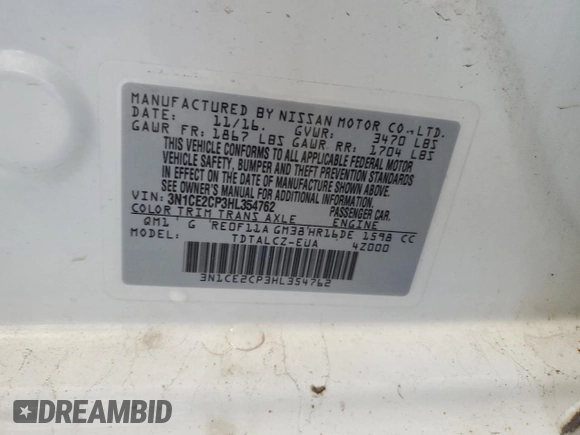 MANUFACTURED BY NISSAN MOTOR CO., LTD.
DATE: 11/16. GVWR: 3470 LBS
GAWR FR: 1867 LBS GAWR RR: 1704 LBS
THIS VEHICLE CONFORMS TO ALL APPLICABLE FEDERAL MOTOR
VEHICLE SAFETY, BUMPER, AND THEFT PREVENTION STANDARDS
IN EFFECT ON THE DATE OF MANUFACTURE SHOWN ABOVE.
SEE OWNER'S MANUAL FOR ADDITIONAL INFORMATION.
VIN: 3N1CE2CP3HL354762 PASSENGER CAR.
COLOR TRIM TRANS AXLE ENGINE
QM1 G RE0F11A GM38 HR16DE 1598 CC
MODEL: TDTALCZ-EUA 4Z000
3N1CE2CP3HL354762
DREAMBID